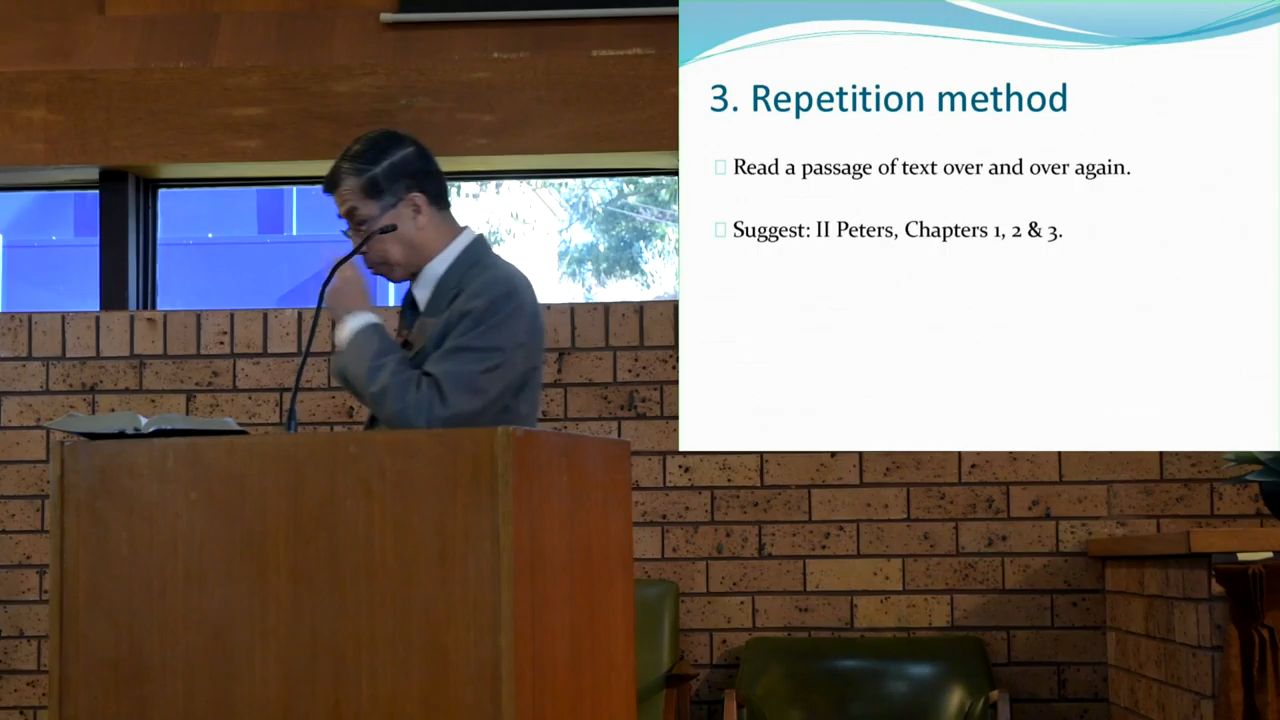 3. Repetition method
Read a passage of text over and over again.
Suggest: II Peters, Chapters 1, 2 & 3.